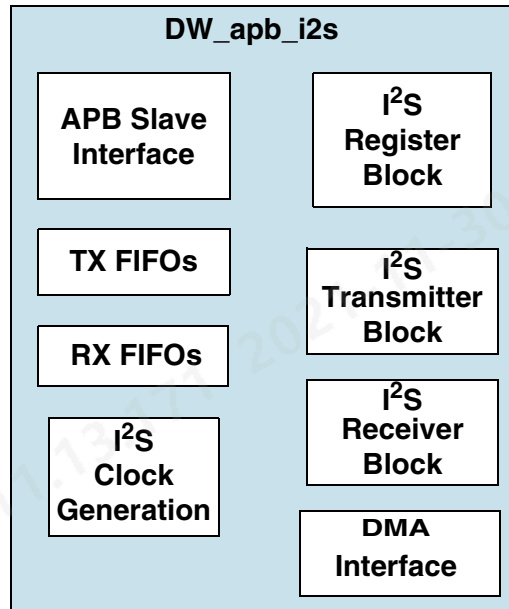 DW_apb_i2s
APB Slave
Interface
I²S
Register
Block
TX FIFOs
I²S
Transmitter
Block
RX FIFOs
I²S
Receiver
Block
I²S
Clock
Generation
DMA
Interface